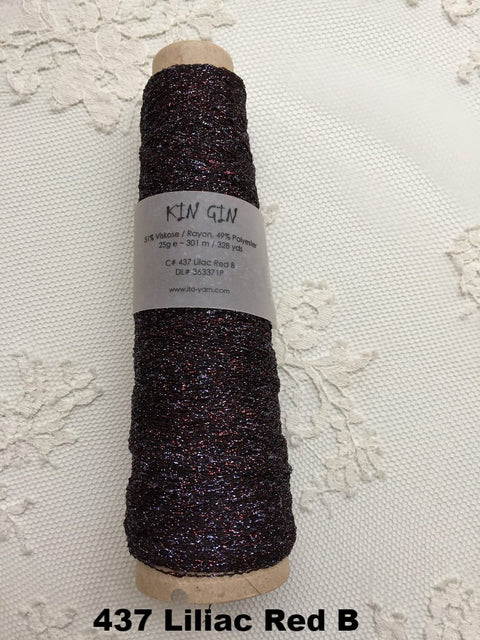 KIN GIN
51% Viskose / Rayon, 49% Polyester
25g e ~ 301 m / 328 yds
C# 437 Lilac Red B
DL# 363371P
www.ito-yarn.com
437 Liliac Red B